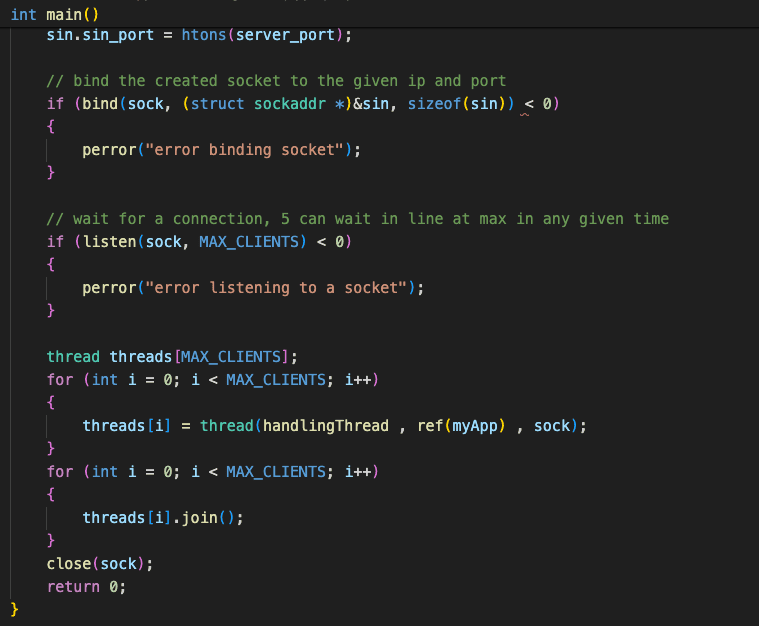 int main()
    sin.sin_port = htons(server_port);

    // bind the created socket to the given ip and port
    if (bind(sock, (struct sockaddr *)&sin, sizeof(sin)) < 0)
    {
        perror("error binding socket");
    }

    // wait for a connection, 5 can wait in line at max in any given time
    if (listen(sock, MAX_CLIENTS) < 0)
    {
        perror("error listening to a socket");
    }

    thread threads[MAX_CLIENTS];
    for (int i = 0; i < MAX_CLIENTS; i++)
    {
        threads[i] = thread(handlingThread , ref(myApp) , sock);
    }
    for (int i = 0; i < MAX_CLIENTS; i++)
    {
        threads[i].join();
    }
    close(sock);
    return 0;
}